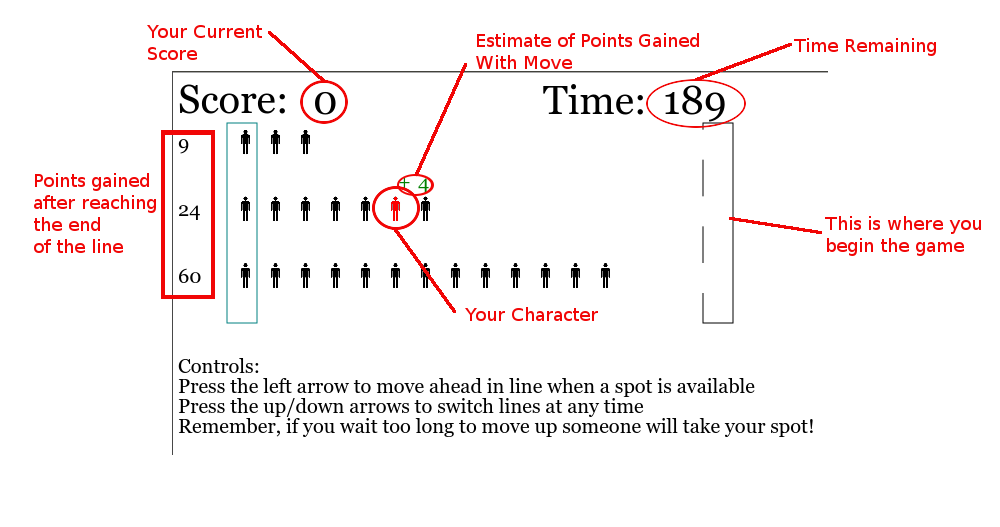 Your Current
Score
Estimate of Points Gained
With Move
Time Remaining
Score: 0
Time: 189
9
+ 4
24
60
Points gained
after reaching
the end
of the line
This is where you
begin the game
Your Character
Controls:
Press the left arrow to move ahead in line when a spot is available
Press the up/down arrows to switch lines at any time
Remember, if you wait too long to move up someone will take your spot!